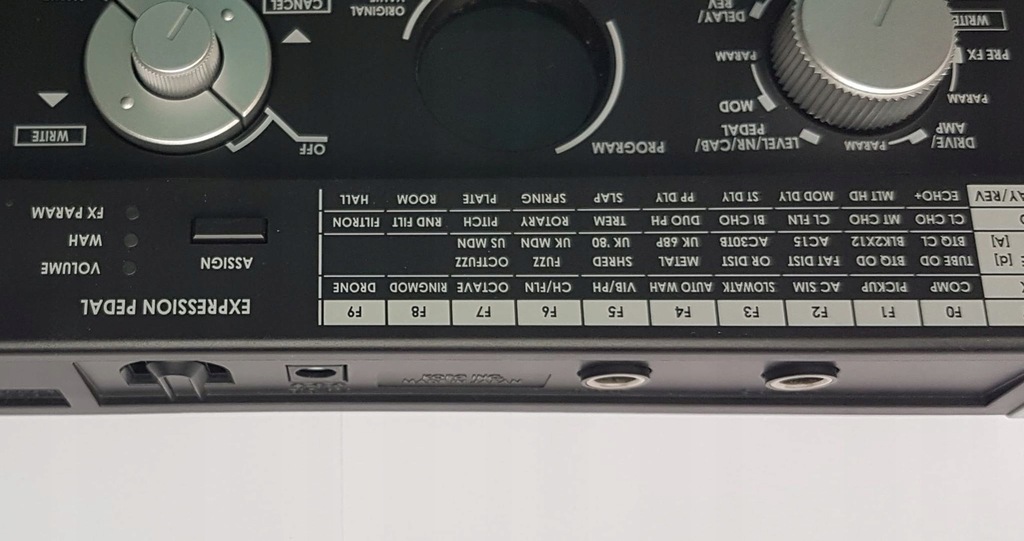 F0 F1 F2 F3 F4 F5 F6 F7 F8 F9
COMP PICKUP AC SIM SLOWATK AUTO WAH VIB/PH CH/FLN OCTAVE RINGMOD DRONE
[d] TUBE OD BTQ OD FAT DIST OR DIST METAL SHRED FUZZ OCTFUZZ
[A] BTQ CL BLK2X12 AC15 AC30TB UK 68P UK '80 UK MDN US MDN
CL CHO MT CHO CL FLN BI CHO DUO PH TREM ROTARY PITCH RND FILT FILTRON
AY/REV ECHO+ MLT HD MOD DLY ST DLY PP DLY SLAP SPRING PLATE ROOM HALL
EXPRESSION PEDAL
ASSIGN
VOLUME
WAH
FX PARAM
DRIVE/
AMP
PARAM
LEVEL/NR/CAB/
PEDAL
PARAM
MOD
PRE FX
PARAM
WRITE
DELAY/
REV
PROGRAM
OFF
WRITE
ORIGINAL
CANCEL